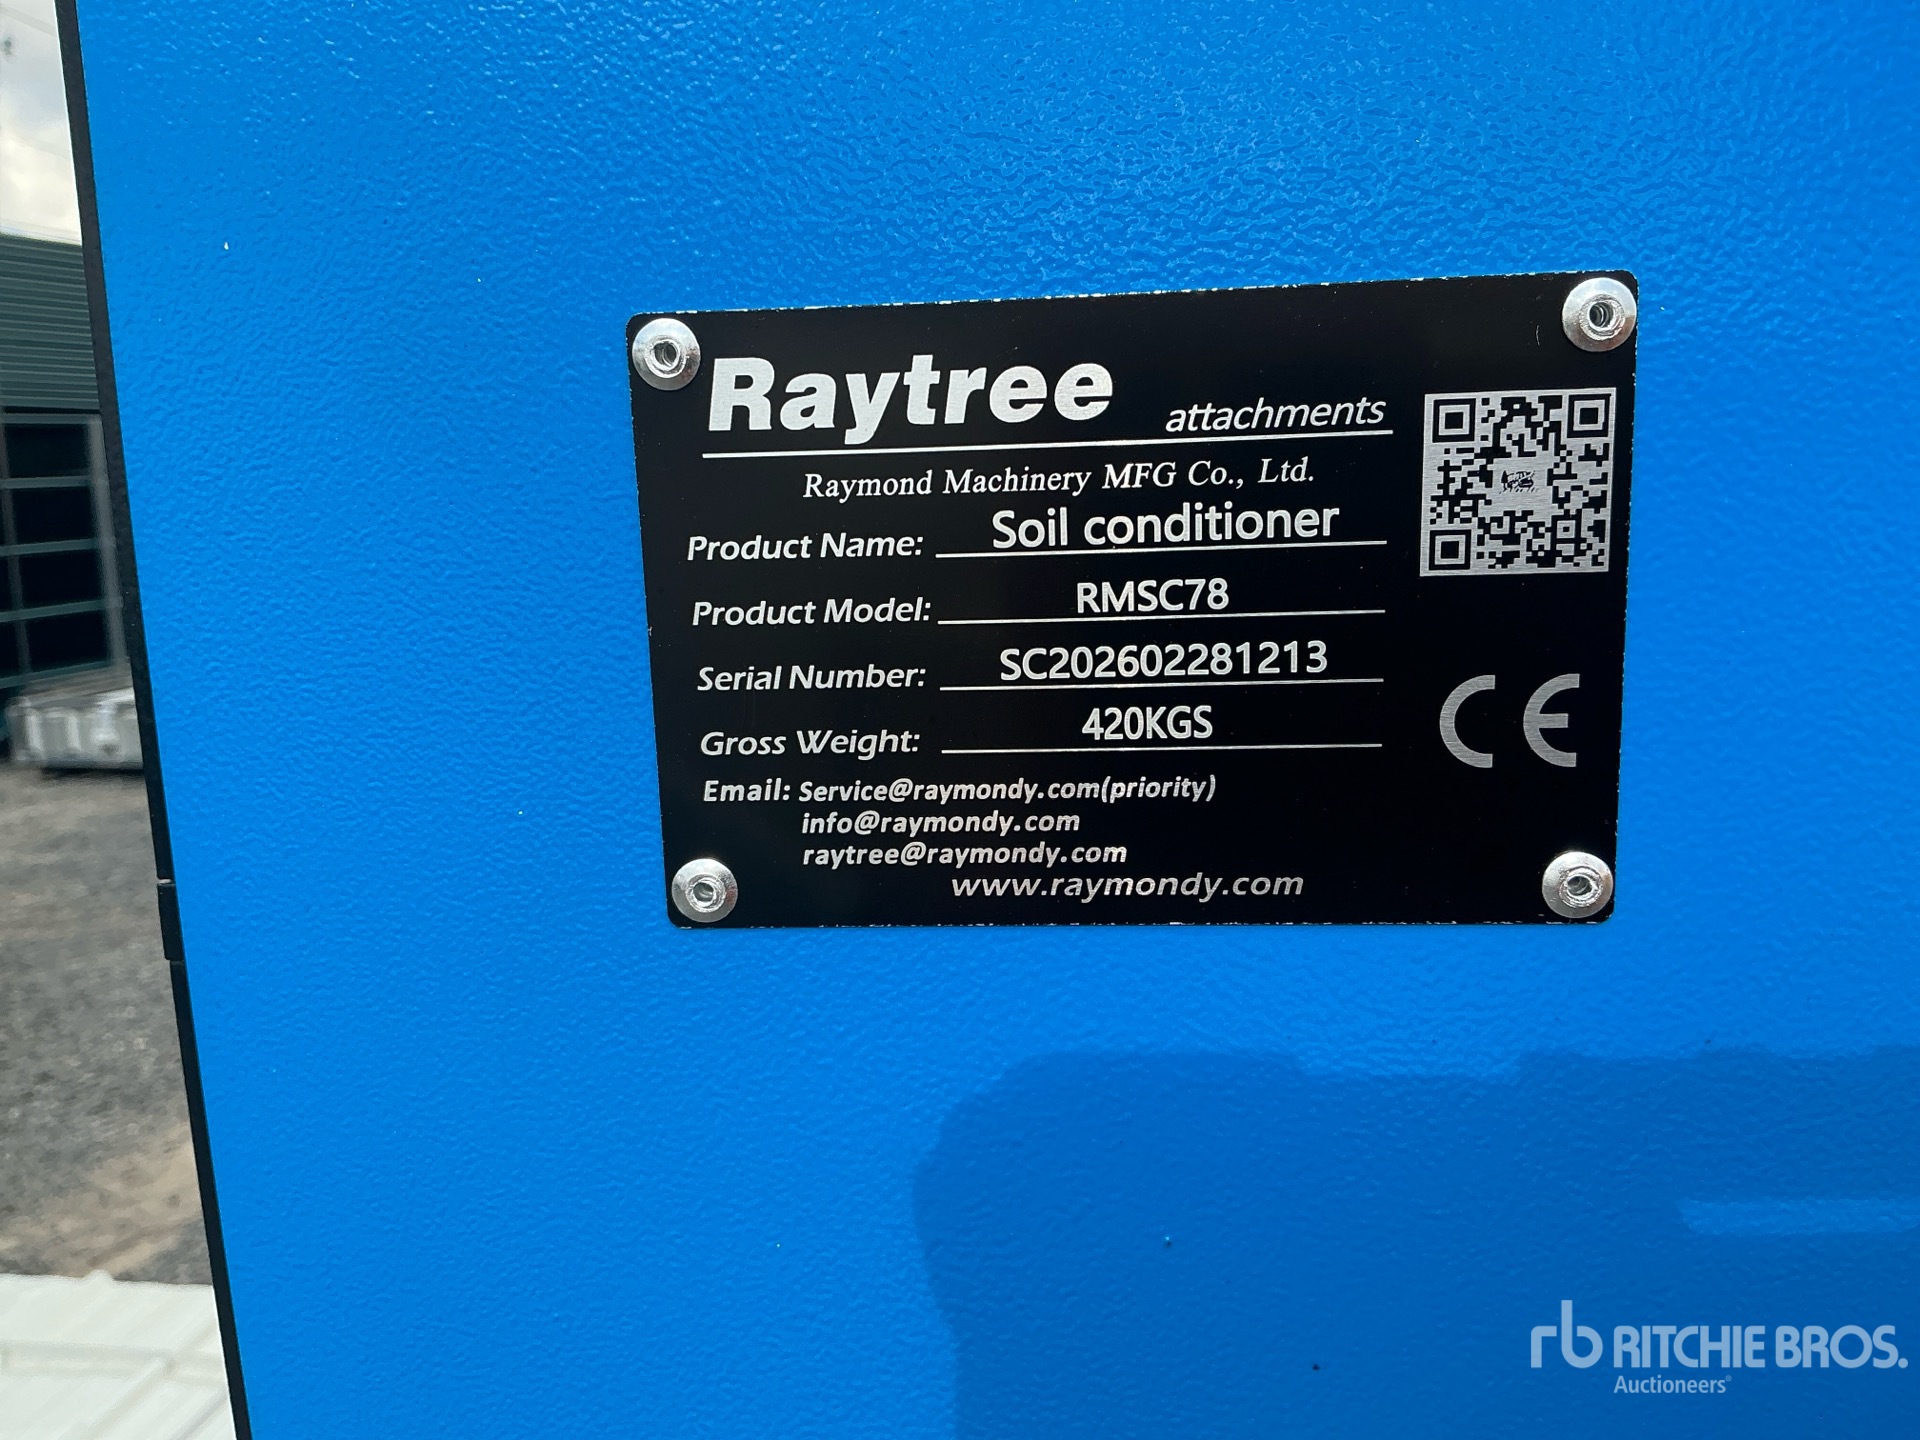 Raytree attachments
Raymond Machinery MFG Co., Ltd.
Product Name: Soil conditioner
Product Model: RMSC78
Serial Number: SC202602281213
Gross Weight: 420KGS
Email: Service@raymondy.com(priority)
info@raymondy.com
raytree@raymondy.com
www.raymondy.com
CE
rb RITCHIE BROS.
Auctioneers